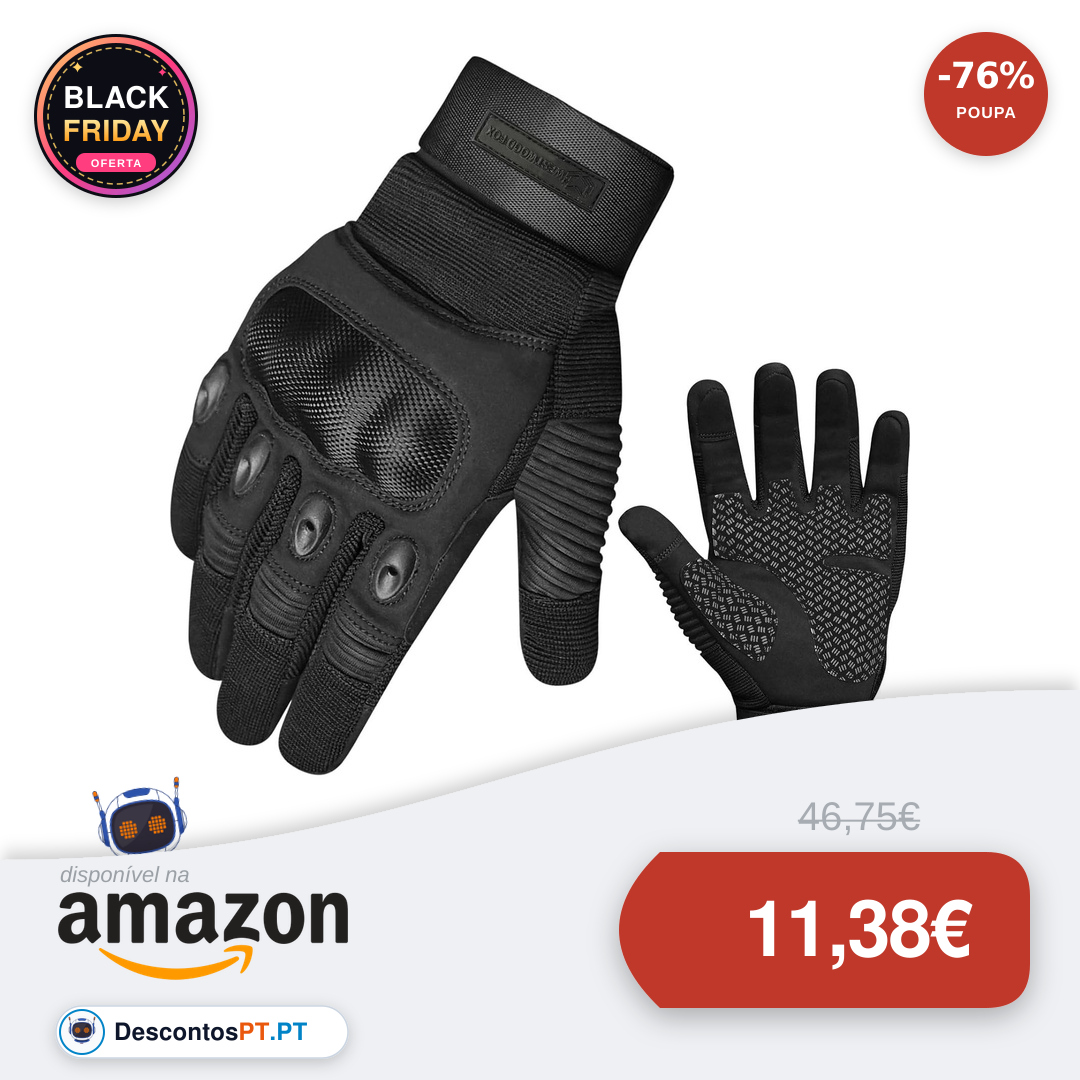 BLACK
FRIDAY
OFERTA
-76%
POUPA
46,75€
11,38€
disponível na
amazon
DescontosPT.PT